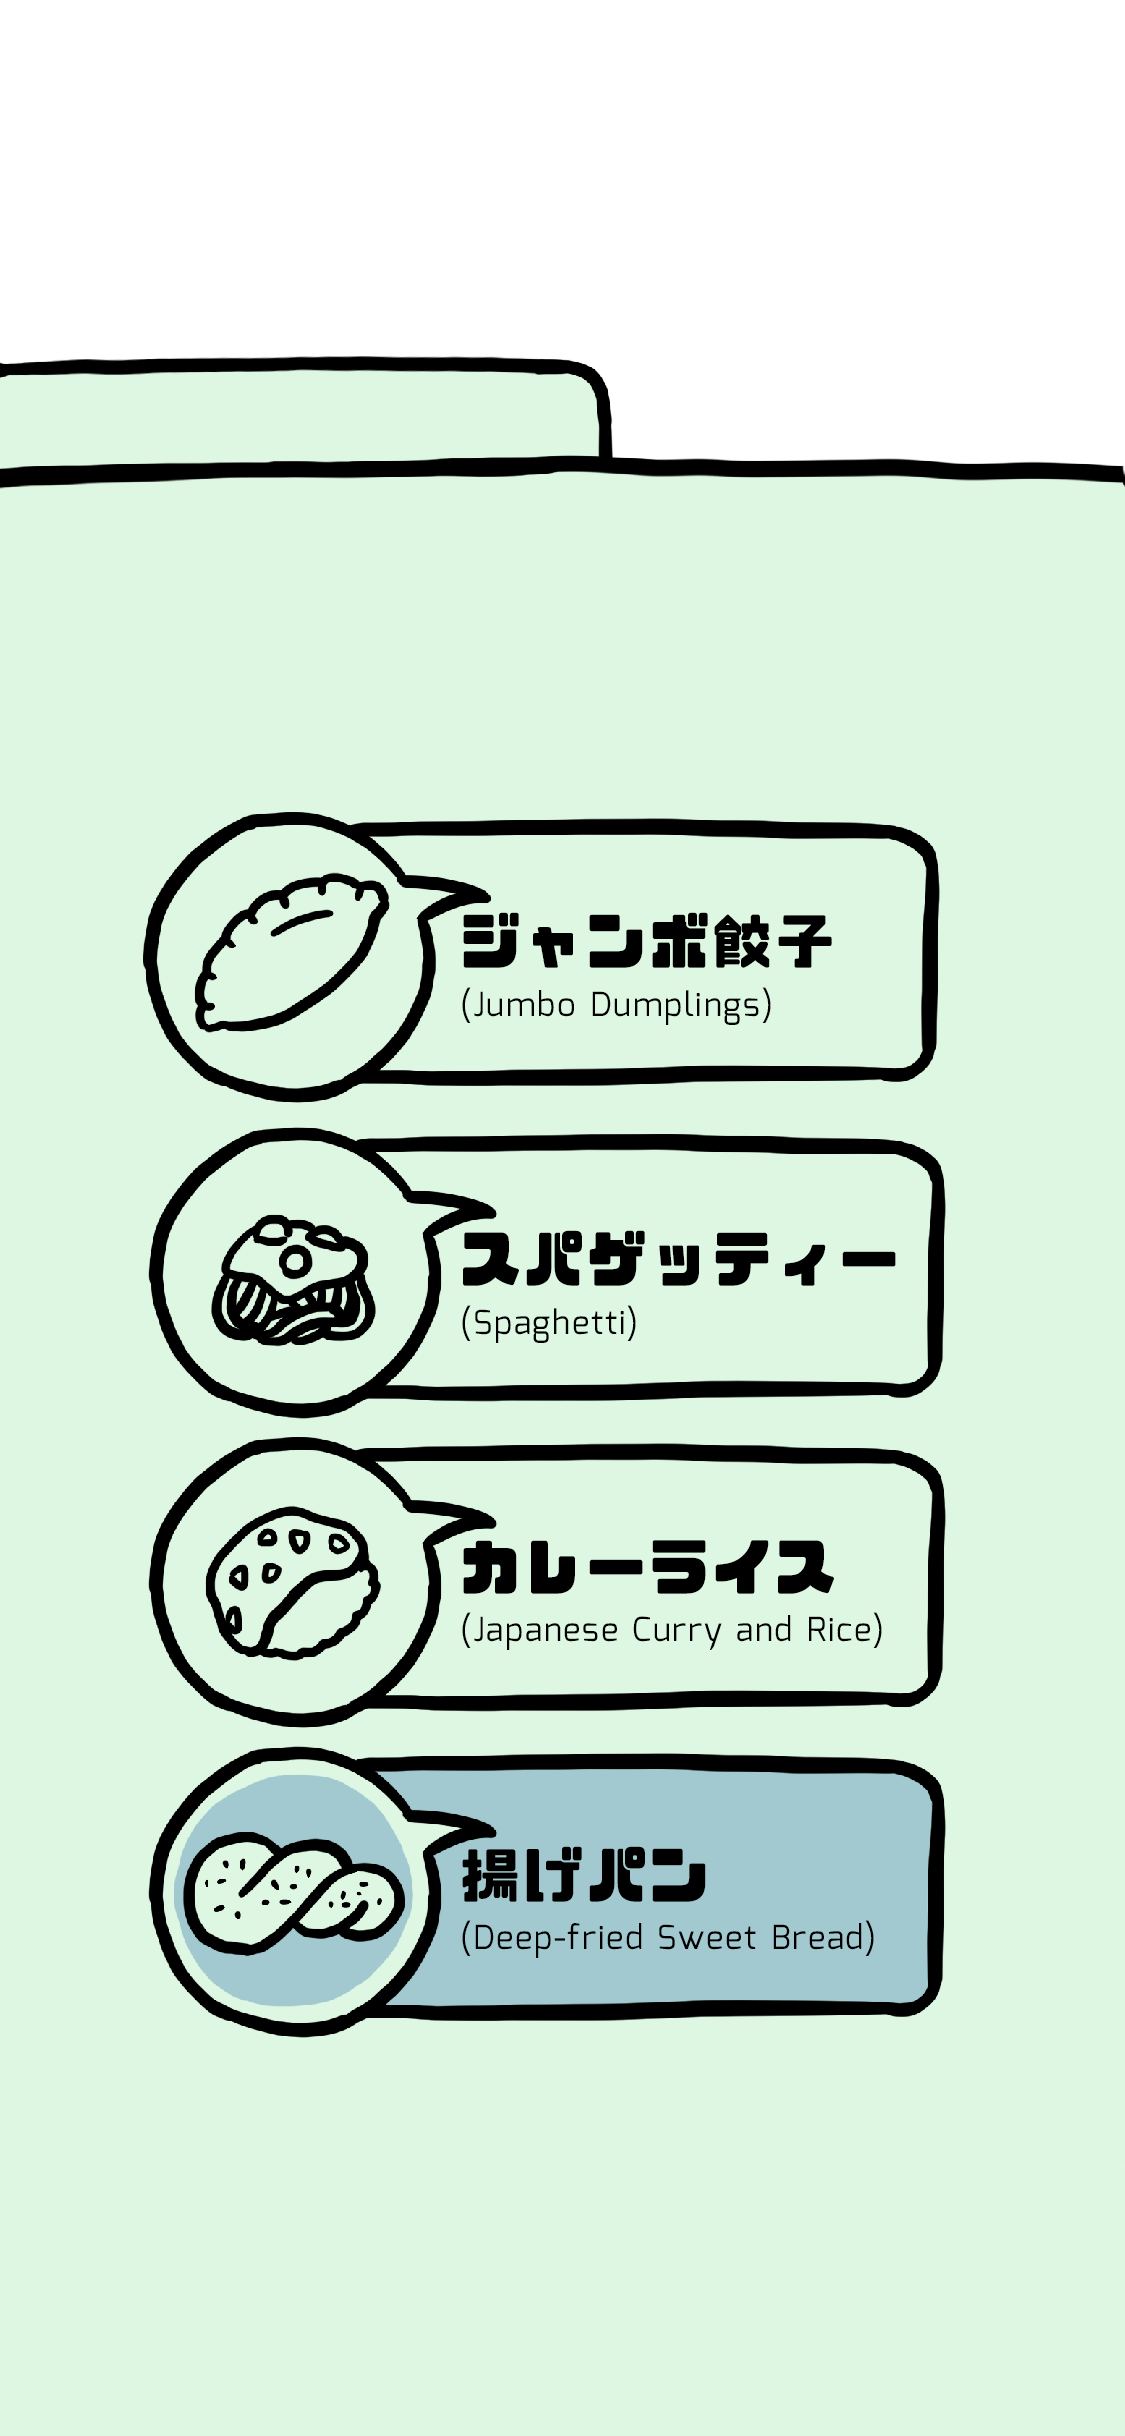 ジャンボ餃子
(Jumbo Dumplings)
スパゲッティー
(Spaghetti)
カレーライス
(Japanese Curry and Rice)
揚げパン
(Deep-fried Sweet Bread)